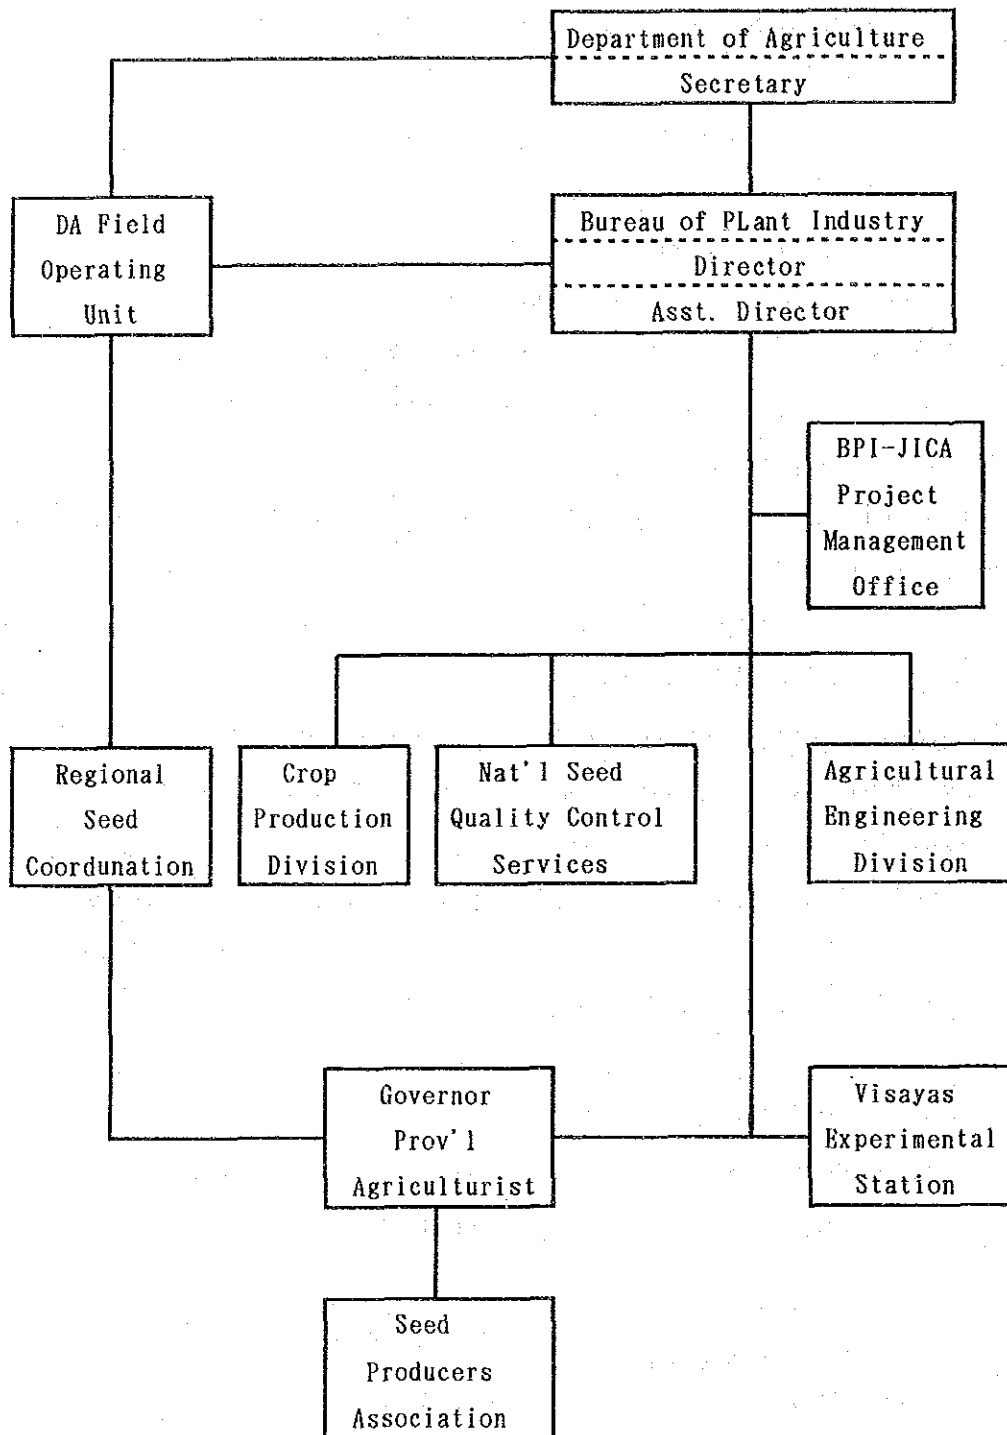 Department of Agriculture
Secretary
DA Field
Operating
Unit
Bureau of PLant Industry
Director
Asst. Director
BPI-JICA
Project
Management
Office
Regional
Seed
Coordunation
Crop
Production
Division
Nat'l Seed
Quality Control
Services
Agricultural
Engineering
Division
Governor
Prov'l
Agriculturist
Visayas
Experimental
Station
Seed
Producers
Association